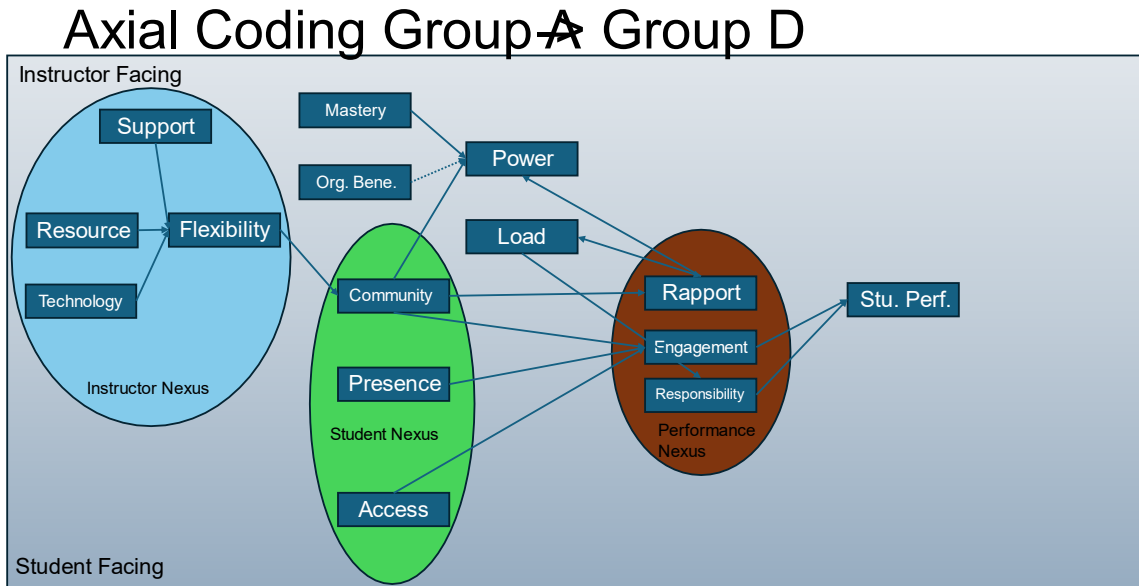 Axial Coding Group A → Group D
Instructor Facing
Support
Mastery
Power
Org. Bene.
Resource
Flexibility
Load
Technology
Community
Rapport
Stu. Perf.
Engagement
Instructor Nexus
Presence
Responsibility
Student Nexus
Performance
Nexus
Access
Student Facing